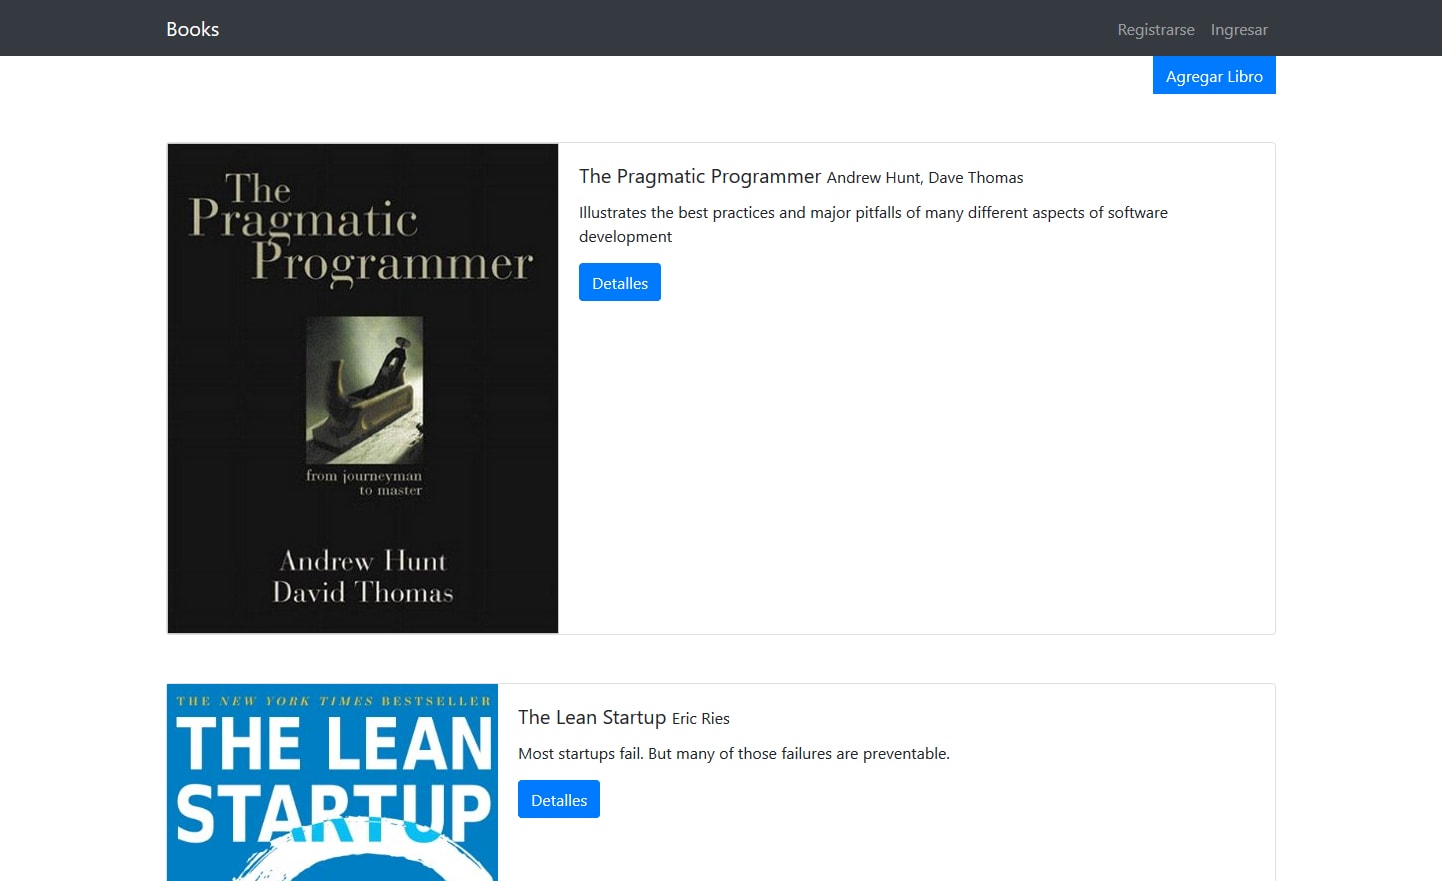 Books
Registrarse Ingresar
Agregar Libro
The
Pragmatic
Programmer
from journeyman
to master
Andrew Hunt
David Thomas
The Pragmatic Programmer Andrew Hunt, Dave Thomas
Illustrates the best practices and major pitfalls of many different aspects of software
development
Detalles
THE NEW YORK TIMES BESTSELLER
THE LEAN
STARTUP
The Lean Startup Eric Ries
Most startups fail. But many of those failures are preventable.
Detalles